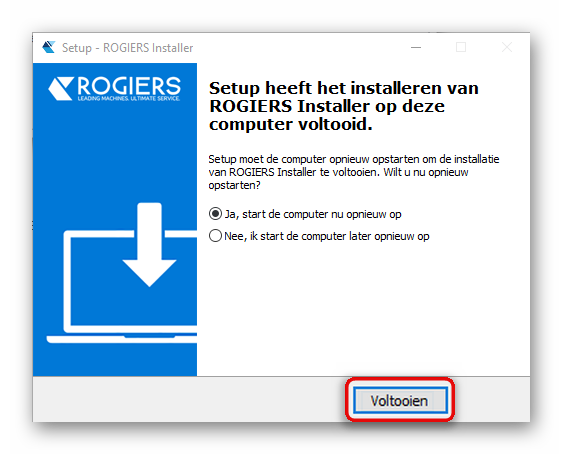 Setup - ROGIERS Installer
ROGIERS
LEADING MACHINES. ULTIMATE SERVICE.
Setup heeft het installeren van
ROGIERS Installer op deze
computer voltooid.
Setup moet de computer opnieuw opstarten om de installatie
van ROGIERS Installer te voltooien. Wilt u nu opnieuw
opstarten?
Ja, start de computer nu opnieuw op
Nee, ik start de computer later opnieuw op
Voltooien